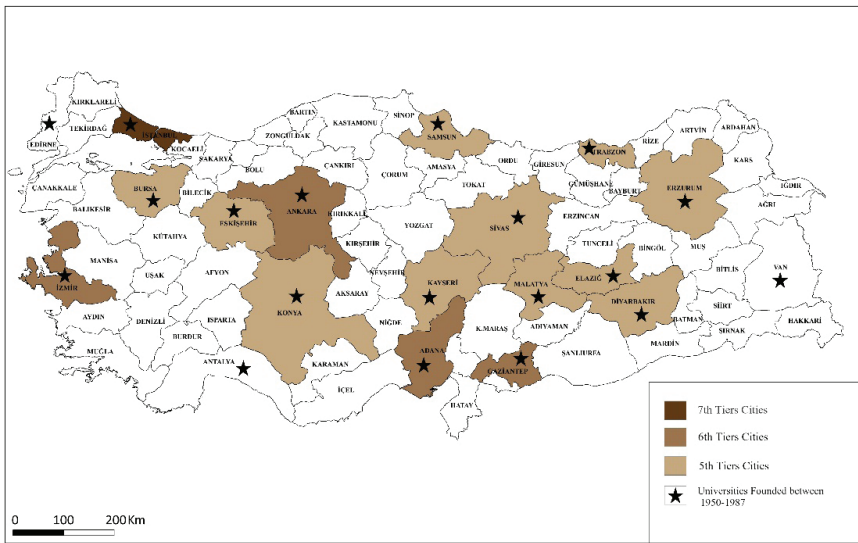 KIRKLARELİ
EDİRNE
TEKİRDAĞ
İSTANBUL
KOCAELİ
SAKARYA
ZONGULDAK
BARTIN
KASTAMONU
SİNOP
SAMSUN
ORDU
GİRESUN
TRABZON
RİZE
ARTVİN
ARDAHAN
KARS
IĞDIR
AĞRI
ÇANAKKALE
BALIKESİR
BURSA
BİLECİK
BOLU
ÇANKIRI
ÇORUM
AMASYA
TOKAT
GÜMÜŞHANE
BAYBURT
ERZURUM
ESKİŞEHİR
ANKARA
KIRIKKALE
KIRŞEHİR
YOZGAT
SİVAS
ERZINCAN
TUNCELİ
BİNGÖL
MUŞ
BİTLİS
VAN
KÜTAHYA
MANİSA
İZMİR
UŞAK
AFYON
KONYA
AKSARAY
NEVŞEHİR
KAYSERİ
MALATYA
ELAZIĞ
DİYARBAKIR
BATMAN
SİİRT
ŞIRNAK
HAKKARİ
AYDIN
DENİZLİ
ISPARTA
BURDUR
MUĞLA
ANTALYA
KARAMAN
NİĞDE
İÇEL
ADANA
K.MARAŞ
ADIYAMAN
GAZİANTEP
ŞANLIURFA
MARDİN
HATAY
7th Tiers Cities
6th Tiers Cities
5th Tiers Cities
Universities Founded between
1950-1987
0 100 200 Km